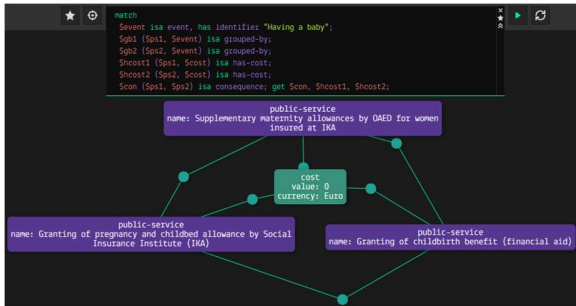 match
$event isa event, has identifier "Having a baby";
$gb1 ($ps1, $event) isa grouped-by;
$gb2 ($ps2, $event) isa grouped-by;
$hcost1 ($ps1, $cost) isa has-cost;
$hcost2 ($ps2, $cost) isa has-cost;
$con ($ps1, $ps2) isa consequence; get $con, $hcost1, $hcost2;
public-service
name: Supplementary maternity allowances by OAED for women
insured at IKA
cost
value: 0
currency: Euro
public-service
name: Granting of pregnancy and childbed allowance by Social
Insurance Institute (IKA)
public-service
name: Granting of childbirth benefit (financial aid)